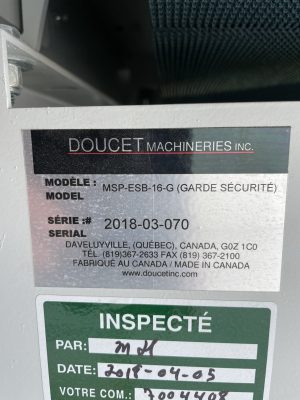 DOUCET MACHINERIES INC.
MODÈLE : MSP-ESB-16-G (GARDE SÉCURITÉ)
MODEL
SÉRIE :# 2018-03-070
SERIAL
DAVELUYVILLE, (QUÉBEC), CANADA, G0Z 1C0
TÉL. (819)367-2633 FAX (819) 367-2100
FABRIQUÉ AU CANADA / MADE IN CANADA
www.doucetinc.com
INSPECTÉ
PAR: MH
DATE: 2018-04-05
VOTRE COM.: 7004408